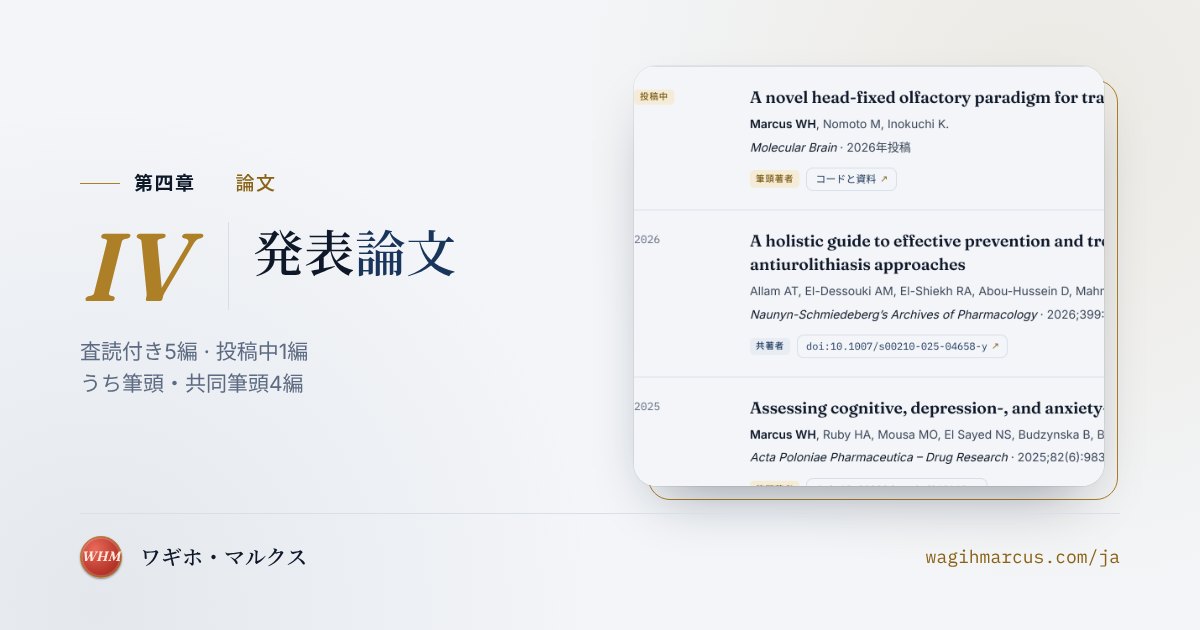 第四章 論文
IV
発表論文
査読付き5編 · 投稿中1編
うち筆頭・共同筆頭4編
投稿中
A novel head-fixed olfactory paradigm for tra
Marcus WH, Nomoto M, Inokuchi K.
Molecular Brain · 2026年投稿
筆頭著者 コードと資料 ↗
2026
A holistic guide to effective prevention and tre
antiurolithiasis approaches
Allam AT, El-Dessouki AM, El-Shiekh RA, Abou-Hussein D, Mahr
Naunyn-Schmiedeberg's Archives of Pharmacology · 2026;399:
共著者 doi:10.1007/s00210-025-04658-y ↗
2025
Assessing cognitive, depression-, and anxiety-
Marcus WH, Ruby HA, Mousa MO, El Sayed NS, Budzynska B, B
Acta Poloniae Pharmaceutica – Drug Research · 2025;82(6):983
WHM
ワギホ・マルクス
wagihmarcus.com/ja